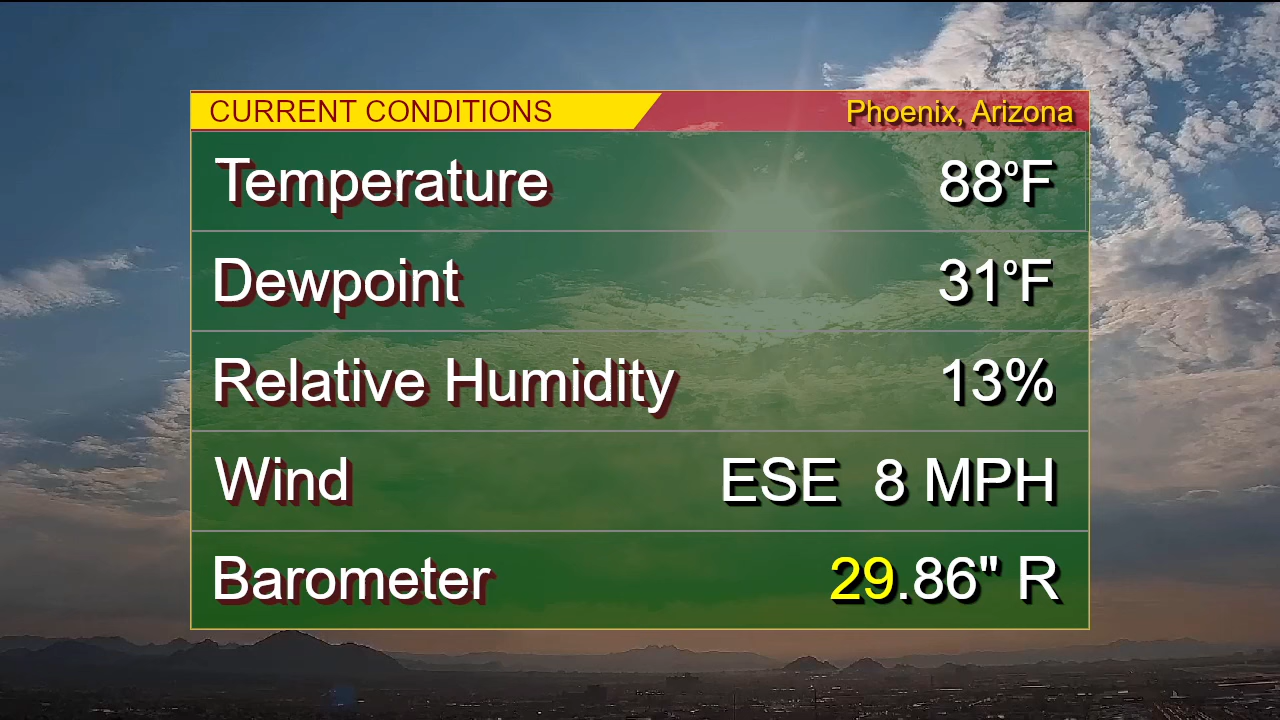 CURRENT CONDITIONS Phoenix, Arizona
Temperature 88°F
Dewpoint 31°F
Relative Humidity 13%
Wind ESE 8 MPH
Barometer 29.86" R